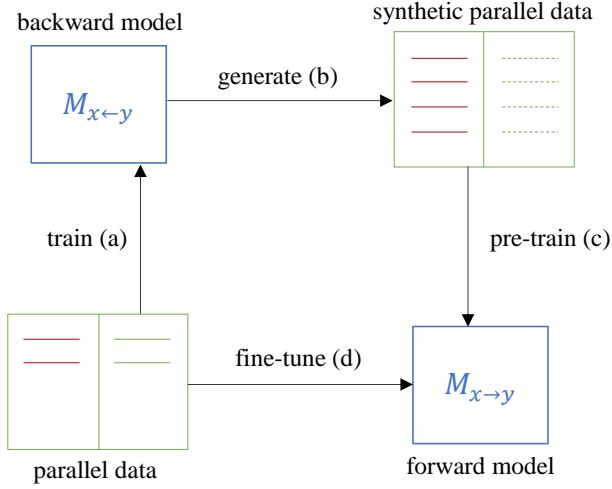 backward model
synthetic parallel data
M_{x←y}
generate (b)
train (a)
pre-train (c)
fine-tune (d)
M_{x→y}
parallel data
forward model